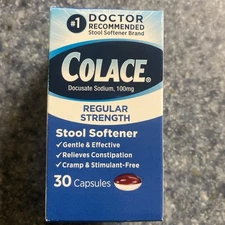 #1 DOCTOR
RECOMMENDED
Stool Softener Brand
COLACE®
Docusate Sodium, 100mg
REGULAR
STRENGTH
Stool Softener
✓ Gentle & Effective
✓ Relieves Constipation
✓ Cramp & Stimulant-Free
30 Capsules